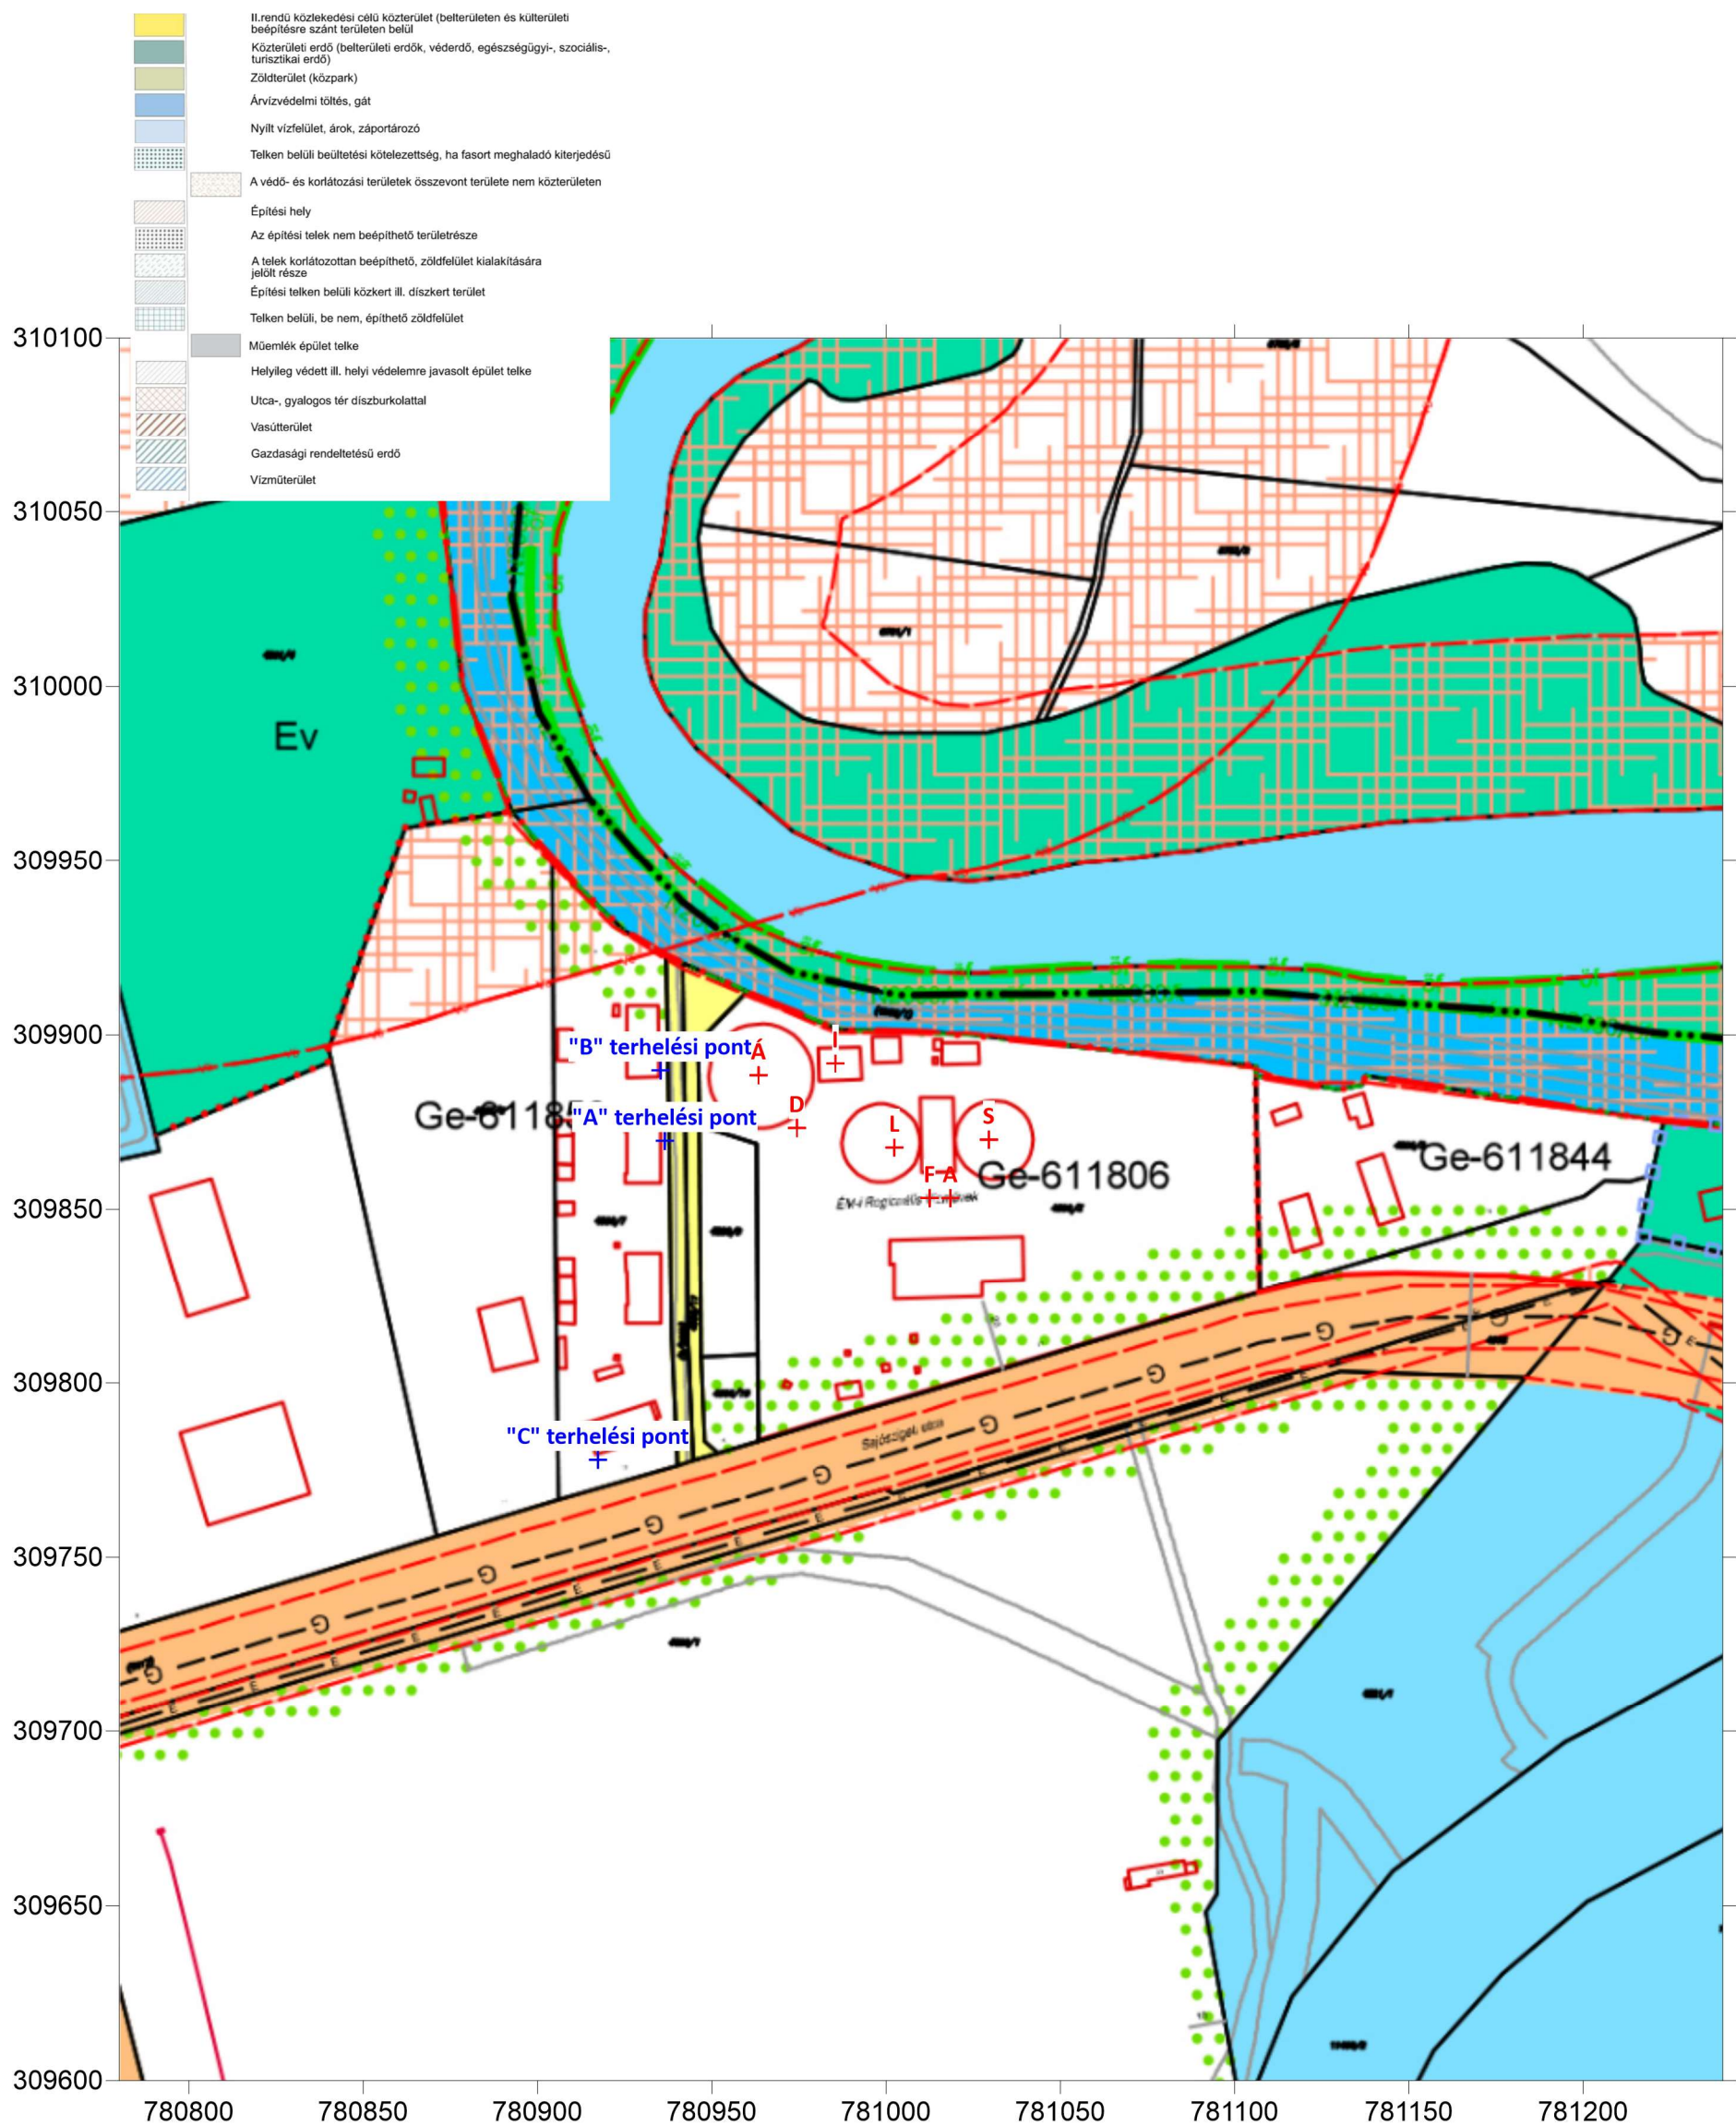 II.rendű közlekedési célú közterület (belterületen és külterületi
beépítésre szánt területen belül
Közterületi erdő (belterületi erdők, véderdő, egészségügyi-, szociális-,
turisztikai erdő)
Zöldterület (közpark)
Árvízvédelmi töltés, gát
Nyílt vízfelület, árok, záportározó
Telken belüli beültetési kötelezettség, ha fasort meghaladó kiterjedésű
A védő- és korlátozási területek összevont területe nem közterületen
Építési hely
Az építési telek nem beépíthető területrésze
A telek korlátozottan beépíthető, zöldfelület kialakítására
jelölt része
Építési telken belüli közkert ill. díszkert terület
Telken belüli, be nem, építhető zöldfelület
Műemlék épület telke
Helyileg védett ill. helyi védelemre javasolt épület telke
Utca-, gyalogos tér díszburkolattal
Vasútterület
Gazdasági rendeltetésű erdő
Vízműterület
310100
310050
310000
309950
309900
309850
309800
309750
309700
309650
309600
Ev
"B" terhelési pont
Á
I
D
"A" terhelési pont
L
S
F A
Ge-611806
Ge-611844
"C" terhelési pont
Sajószigeti utca
G G G G G G G G G G
780800 780850 780900 780950 781000 781050 781100 781150 781200